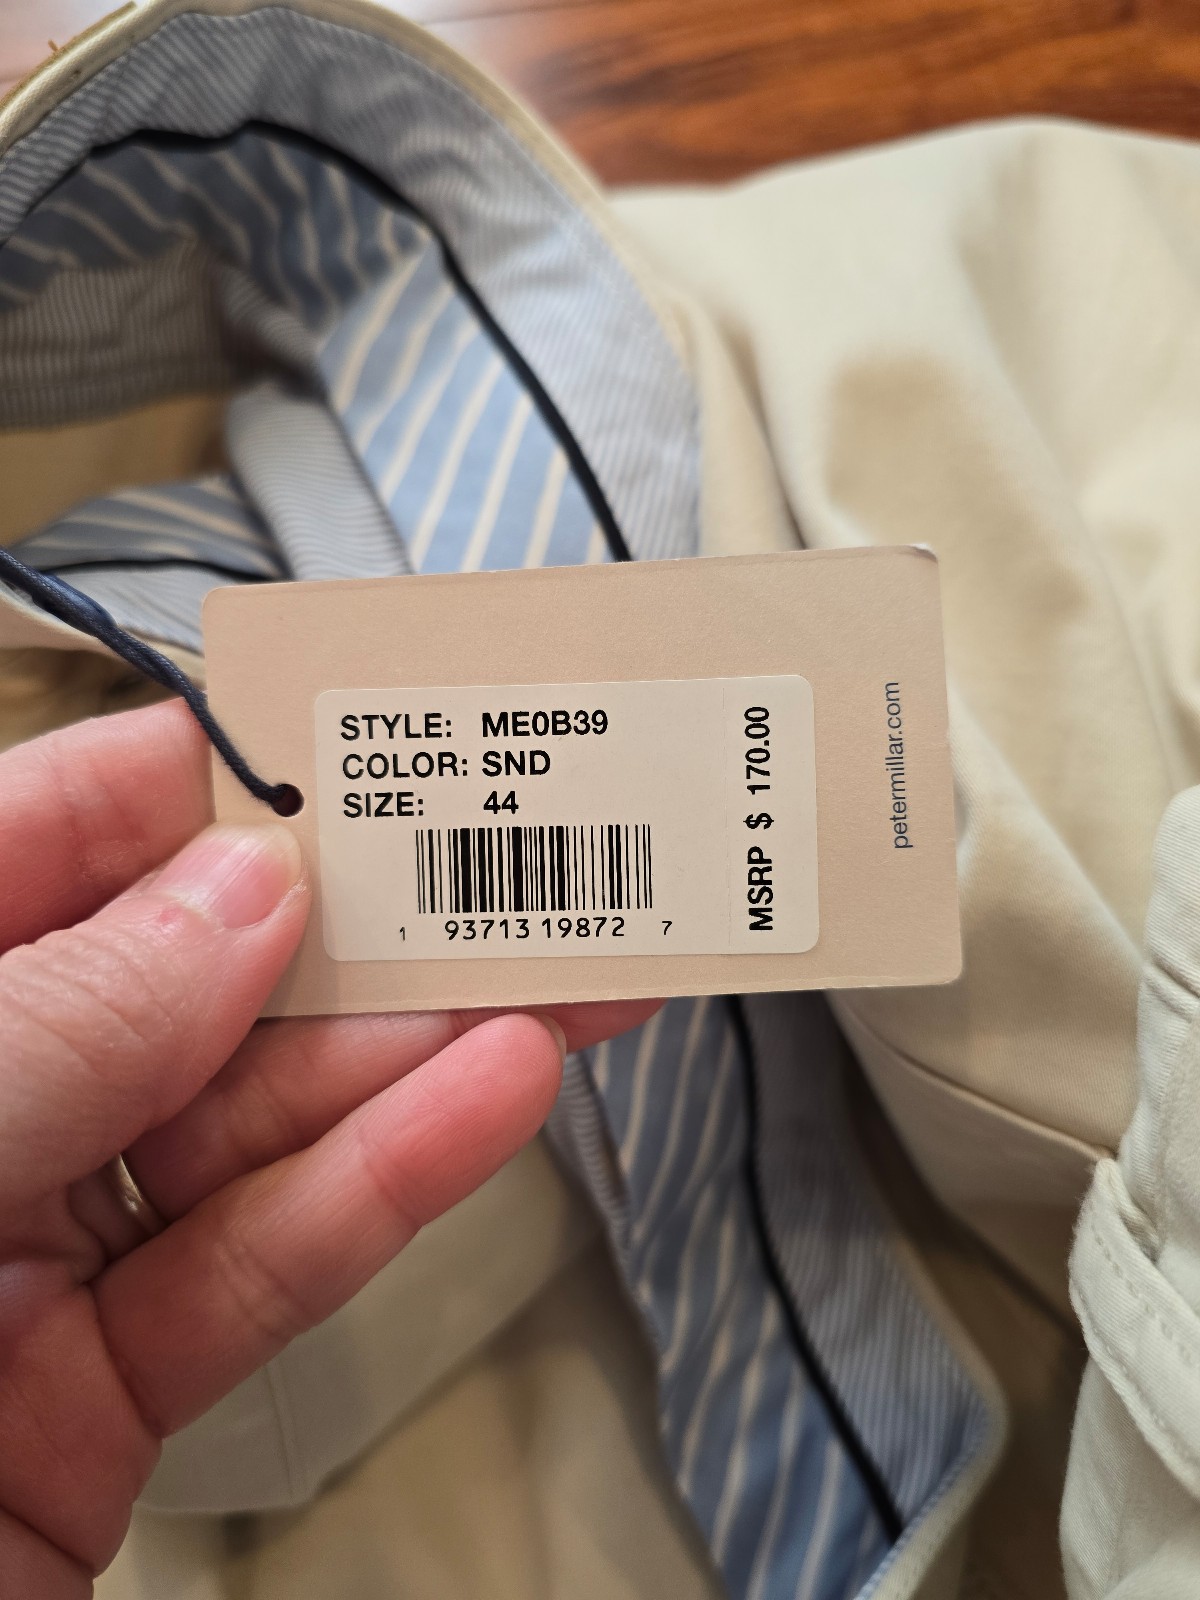 STYLE: ME0B39
COLOR: SND
SIZE: 44
1 93713 19872 7
MSRP $ 170.00
petermillar.com